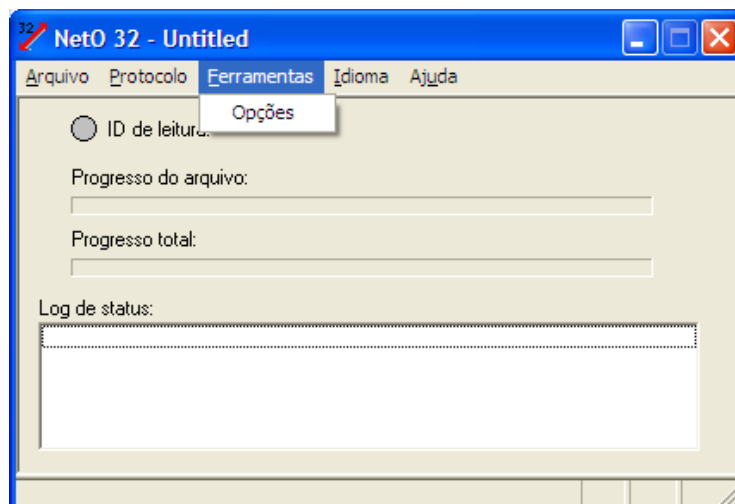 32
NetO 32 - Untitled
Arquivo Protocolo Ferramentas Idioma Ajuda
Opções
ID de leitura:
Progresso do arquivo:
Progresso total:
Log de status: